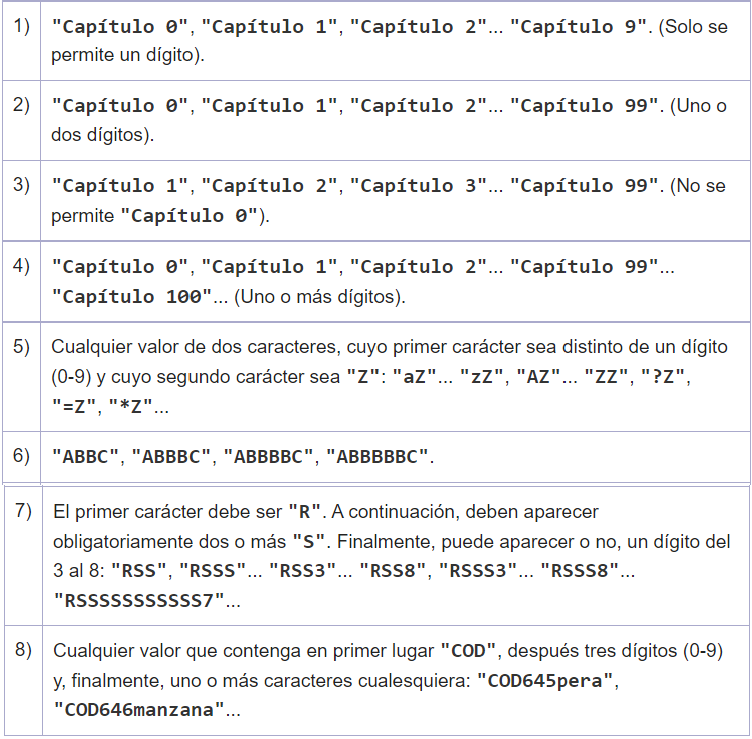 1) "Capítulo 0", "Capítulo 1", "Capítulo 2"... "Capítulo 9". (Solo se
permite un dígito).
2) "Capítulo 0", "Capítulo 1", "Capítulo 2"... "Capítulo 99". (Uno o
dos dígitos).
3) "Capítulo 1", "Capítulo 2", "Capítulo 3"... "Capítulo 99". (No se
permite "Capítulo 0").
4) "Capítulo 0", "Capítulo 1", "Capítulo 2"... "Capítulo 99"...
"Capítulo 100"... (Uno o más dígitos).
5) Cualquier valor de dos caracteres, cuyo primer carácter sea distinto de un dígito
(0-9) y cuyo segundo carácter sea "Z": "aZ"... "zZ", "AZ"... "ZZ", "?Z",
"=Z", "*Z"...
6) "ABBC", "ABBBC", "ABBBBC", "ABBBBBC".
7) El primer carácter debe ser "R". A continuación, deben aparecer
obligatoriamente dos o más "S". Finalmente, puede aparecer o no, un dígito del
3 al 8: "RSS", "RSSS"... "RSS3"... "RSS8", "RSSS3"... "RSSS8"...
"RSSSSSSSSSSS7"...
8) Cualquier valor que contenga en primer lugar "COD", después tres dígitos (0-9)
y, finalmente, uno o más caracteres cualesquiera: "COD645pera",
"COD646manzana"...